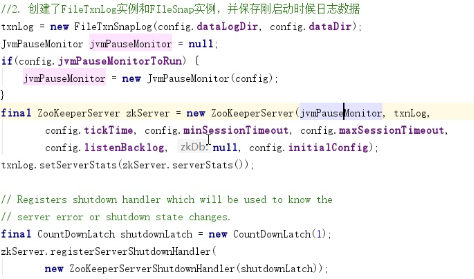 //2. 创建了FileTxnLog实例和FIleSnap实例，并保存刚启动时候日志数据
txnLog = new FileTxnSnapLog(config.dataLogDir, config.dataDir);
JvmPauseMonitor jvmPauseMonitor = null;
if(config.jvmPauseMonitorToRun) {
jvmPauseMonitor = new JvmPauseMonitor(config);
}
final ZooKeeperServer zkServer = new ZooKeeperServer(jvmPauseMonitor, txnLog,
config.tickTime, config.minSessionTimeout, config.maxSessionTimeout,
config.listenBacklog, zkDb: null, config.initialConfig);
txnLog.setServerStats(zkServer.serverStats());
// Registers shutdown handler which will be used to know the
// server error or shutdown state changes.
final CountDownLatch shutdownLatch = new CountDownLatch(1);
zkServer.registerServerShutdownHandler(
new ZooKeeperServerShutdownHandler(shutdownLatch));